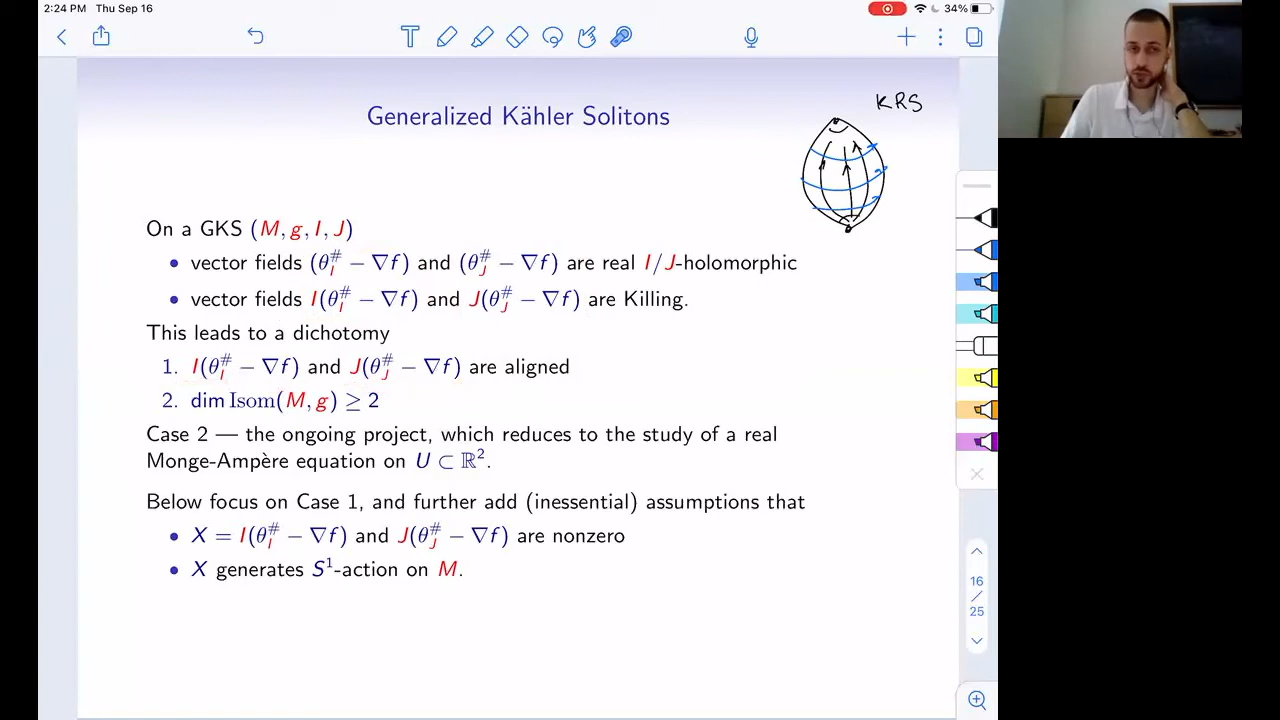 2:24 PM Thu Sep 16
34%
Generalized Kähler Solitons
KRS
On a GKS (M, g, I, J)
• vector fields (θ_I^# − ∇f) and (θ_J^# − ∇f) are real I/J-holomorphic
• vector fields I(θ_I^# − ∇f) and J(θ_J^# − ∇f) are Killing.
This leads to a dichotomy
1. I(θ_I^# − ∇f) and J(θ_J^# − ∇f) are aligned
2. dim Isom(M, g) ≥ 2
Case 2 — the ongoing project, which reduces to the study of a real
Monge-Ampère equation on U ⊂ ℝ².
Below focus on Case 1, and further add (inessential) assumptions that
• X = I(θ_I^# − ∇f) and J(θ_J^# − ∇f) are nonzero
• X generates S¹-action on M.
16
/
25